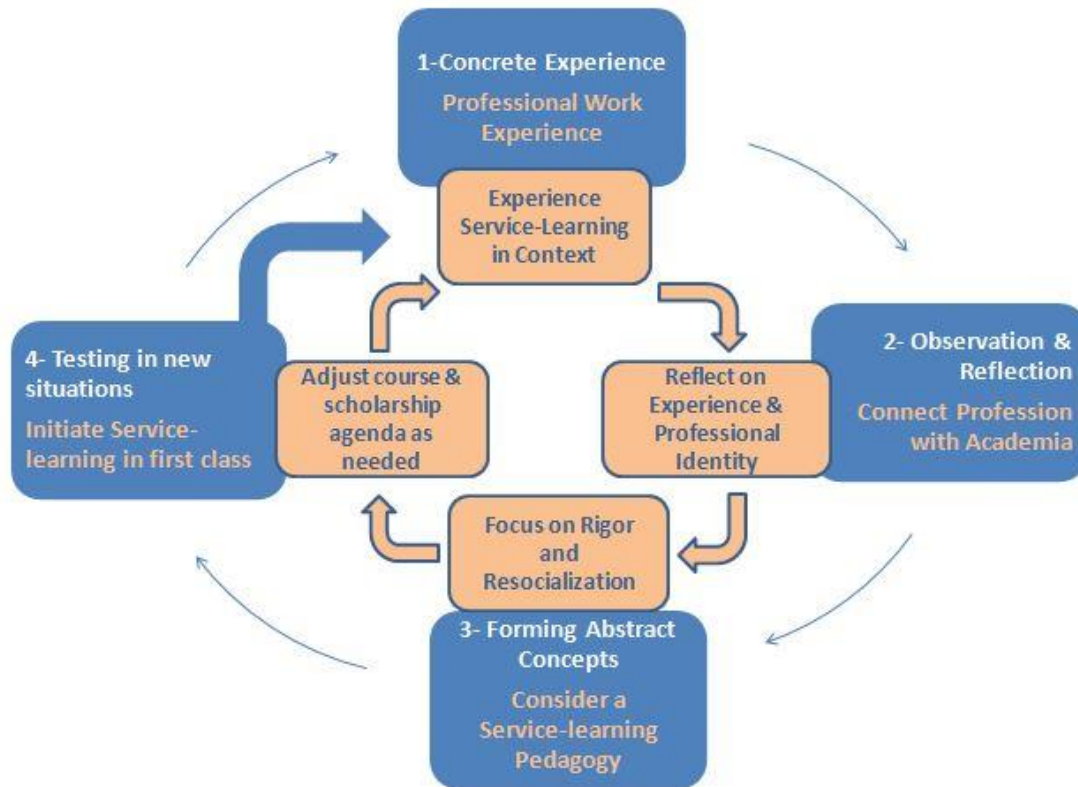 1-Concrete Experience
Professional Work
Experience
Experience
Service-Learning
in Context
2- Observation &
Reflection
Connect Profession
with Academia
Reflect on
Experience &
Professional
Identity
3- Forming Abstract
Concepts
Consider a
Service-learning
Pedagogy
Focus on Rigor
and
Resocialization
4- Testing in new
situations
Initiate Service-
learning in first class
Adjust course &
scholarship
agenda as
needed